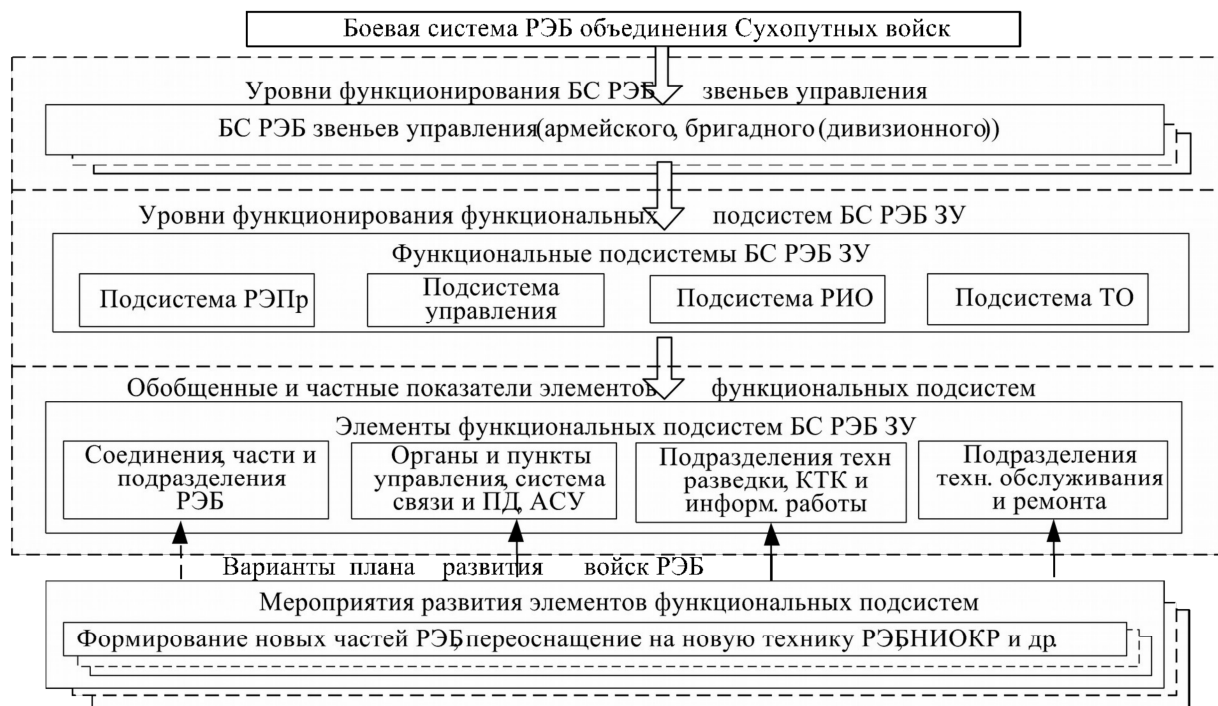 Боевая система РЭБ объединения Сухопутных войск
Уровни функционирования БС РЭБ звеньев управления
БС РЭБ звеньев управления (армейского, бригадного (дивизионного))
Уровни функционирования функциональных подсистем БС РЭБ ЗУ
Функциональные подсистемы БС РЭБ ЗУ
Подсистема РЭПр
Подсистема
управления
Подсистема РИО
Подсистема ТО
Обобщенные и частные показатели элементов функциональных подсистем
Элементы функциональных подсистем БС РЭБ ЗУ
Соединения, части и
подразделения
РЭБ
Органы и пункты
управления, система
связи и ПД, АСУ
Подразделения техн
разведки, КТК и
информ. работы
Подразделения
техн. обслуживания
и ремонта
Варианты плана развития войск РЭБ
Мероприятия развития элементов функциональных подсистем
Формирование новых частей РЭБ, переоснащение на новую технику РЭБ, НИОКР и др.